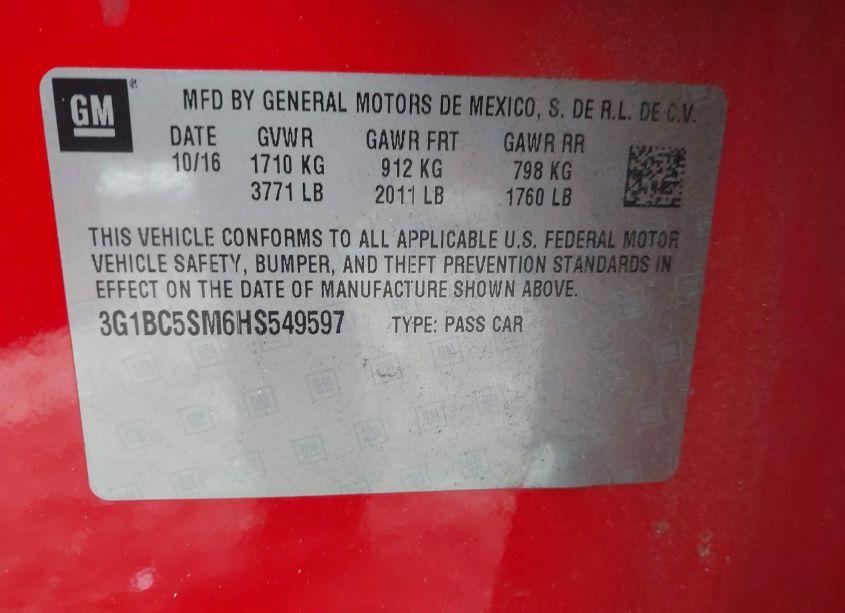 GM
MFD BY GENERAL MOTORS DE MEXICO, S. DE R.L. DE C.V.
DATE GVWR GAWR FRT GAWR RR
10/16 1710 KG 912 KG 798 KG
3771 LB 2011 LB 1760 LB
THIS VEHICLE CONFORMS TO ALL APPLICABLE U.S. FEDERAL MOTOR
VEHICLE SAFETY, BUMPER, AND THEFT PREVENTION STANDARDS IN
EFFECT ON THE DATE OF MANUFACTURE SHOWN ABOVE.
3G1BC5SM6HS549597 TYPE: PASS CAR